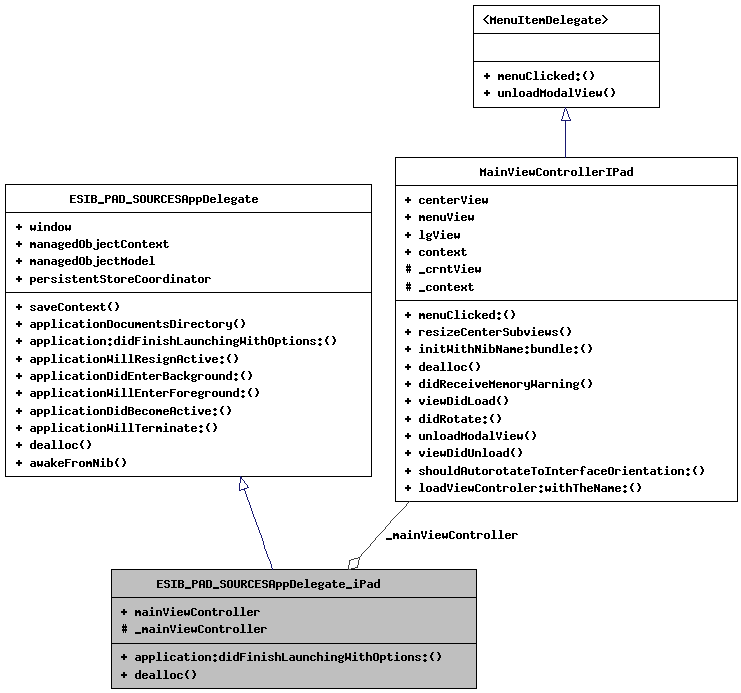 <MenuItemDelegate>
+ menuClicked:()
+ unloadModalView()
MainViewControllerIPad
+ centerView
+ menuView
+ lgView
+ context
# _crntView
# _context
+ menuClicked:()
+ resizeCenterSubviews()
+ initWithNibName:bundle:()
+ dealloc()
+ didReceiveMemoryWarning()
+ viewDidLoad()
+ didRotate:()
+ unloadModalView()
+ viewDidUnload()
+ shouldAutorotateToInterfaceOrientation:()
+ loadViewControler:withTheName:()
ESIB_PAD_SOURCESAppDelegate
+ window
+ managedObjectContext
+ managedObjectModel
+ persistentStoreCoordinator
+ saveContext()
+ applicationDocumentsDirectory()
+ application:didFinishLaunchingWithOptions:()
+ applicationWillResignActive:()
+ applicationDidEnterBackground:()
+ applicationWillEnterForeground:()
+ applicationDidBecomeActive:()
+ applicationWillTerminate:()
+ dealloc()
+ awakeFromNib()
_mainViewController
ESIB_PAD_SOURCESAppDelegate_iPad
+ mainViewController
# _mainViewController
+ application:didFinishLaunchingWithOptions:()
+ dealloc()